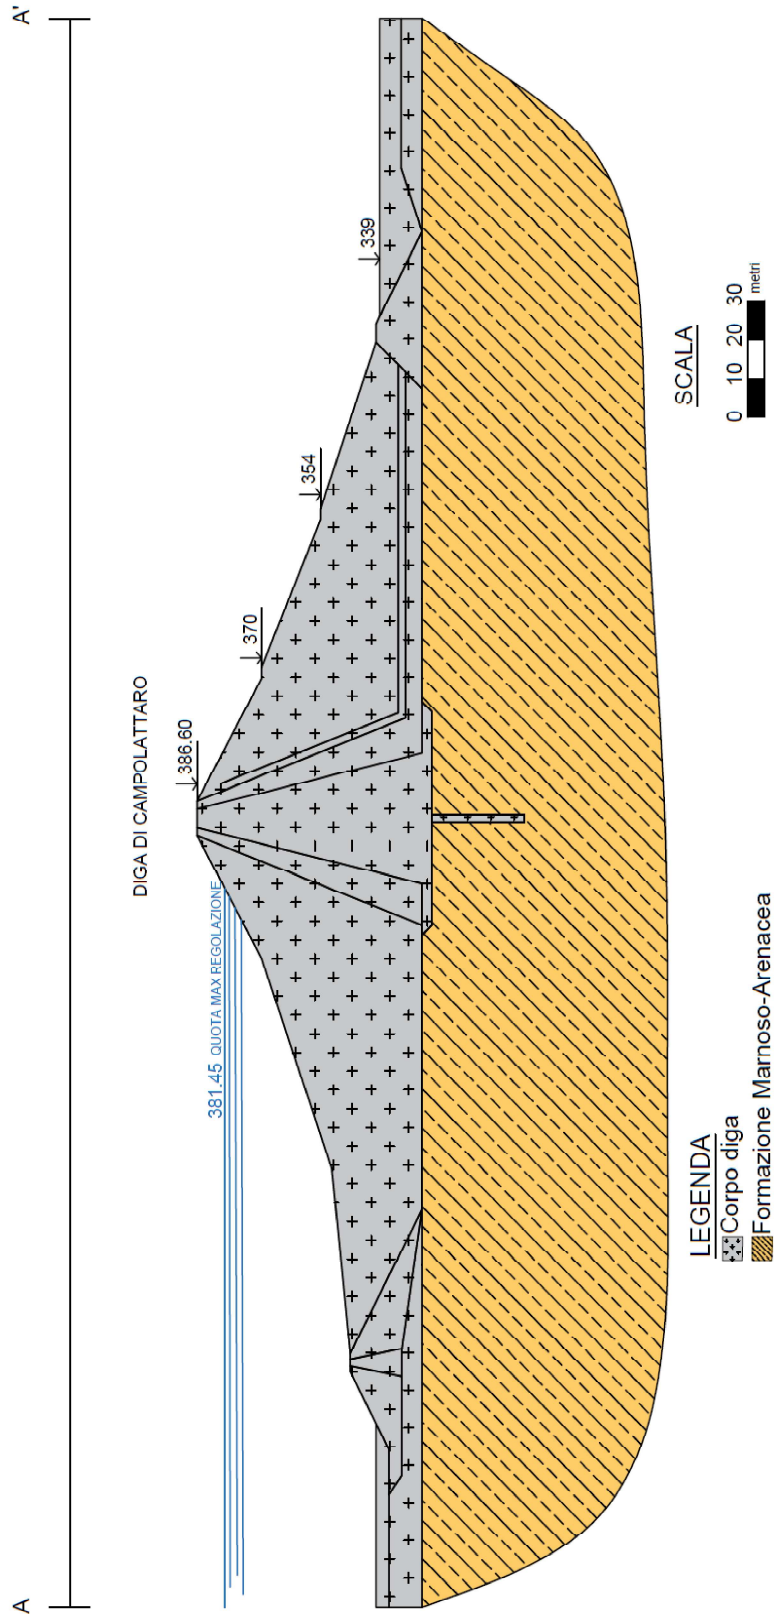 A A'
DIGA DI CAMPOLATTARO
386.60
381.45 QUOTA MAX REGOLAZIONE
370
354
339
LEGENDA
Corpo diga
Formazione Marnoso-Arenacea
SCALA
0 10 20 30
metri